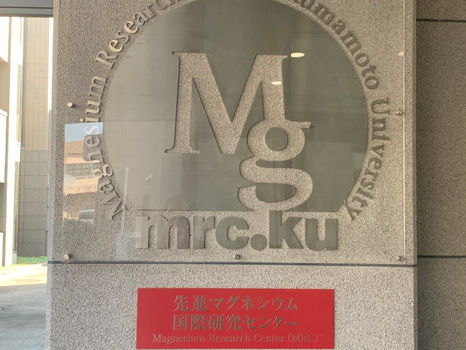 Magnesium Research
Kumamoto University
Mg
mrc.ku
先進マグネシウム
国際研究センター
Magnesium Research Center (MRC)